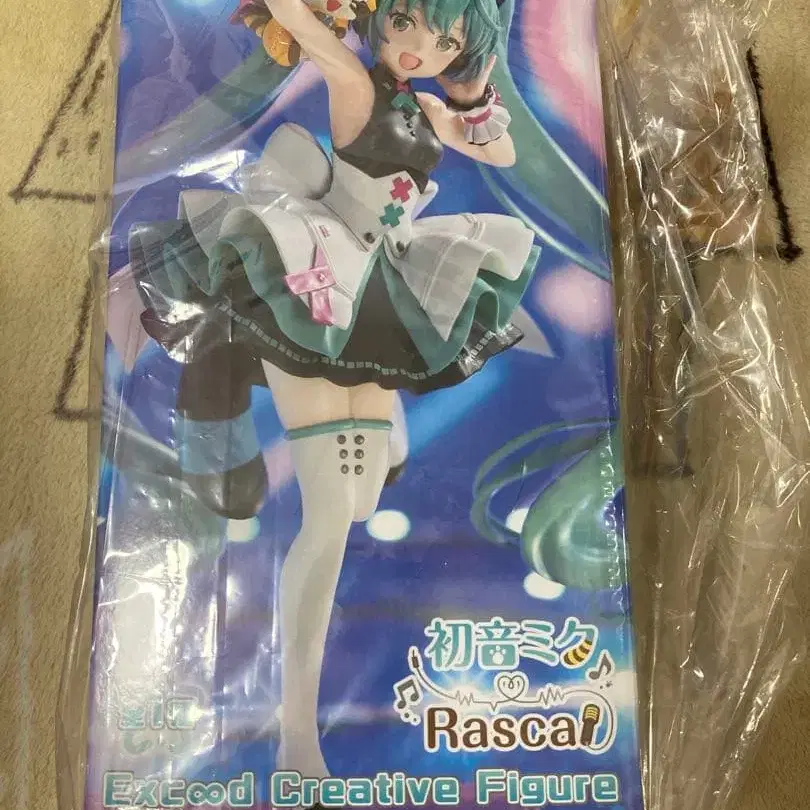 初音ミク
Rascal
Exc∞d Creative Figure